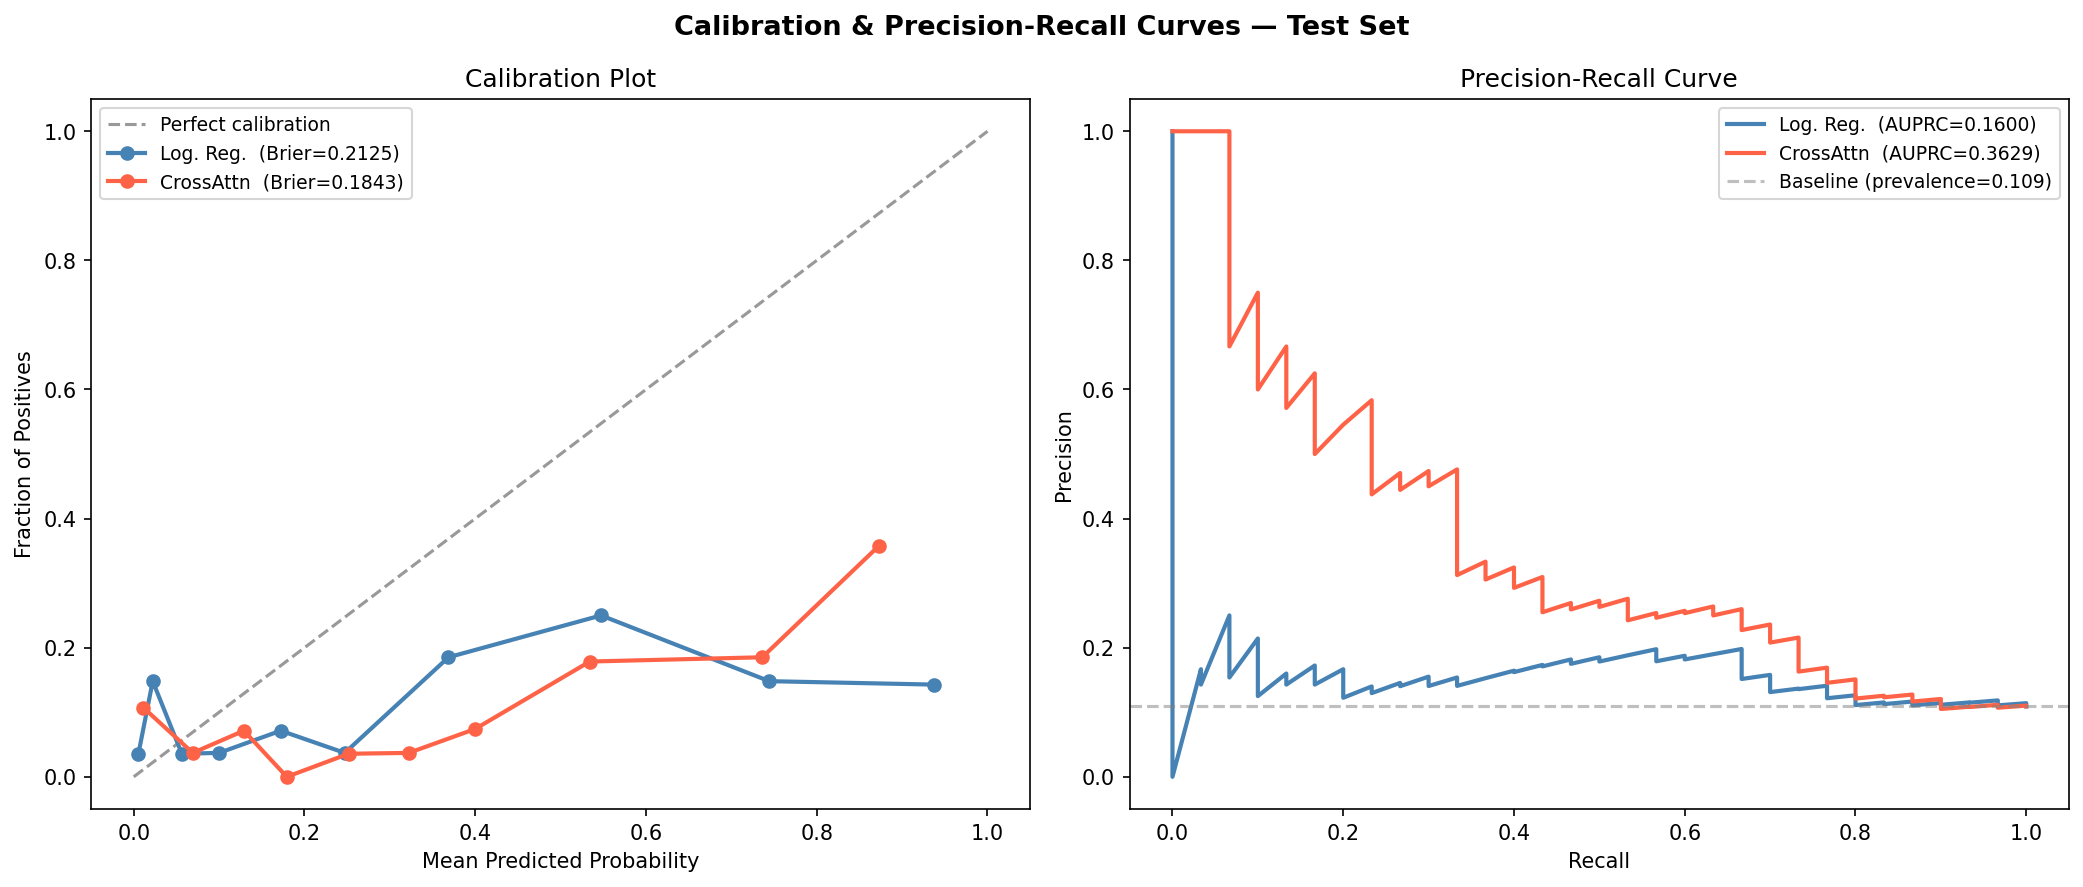 Calibration & Precision-Recall Curves — Test Set
Calibration Plot
Perfect calibration
Log. Reg.  (Brier=0.2125)
CrossAttn  (Brier=0.1843)
Fraction of Positives
1.0
0.8
0.6
0.4
0.2
0.0
0.0 0.2 0.4 0.6 0.8 1.0
Mean Predicted Probability
Precision-Recall Curve
Log. Reg.  (AUPRC=0.1600)
CrossAttn  (AUPRC=0.3629)
Baseline (prevalence=0.109)
Precision
1.0
0.8
0.6
0.4
0.2
0.0
0.0 0.2 0.4 0.6 0.8 1.0
Recall